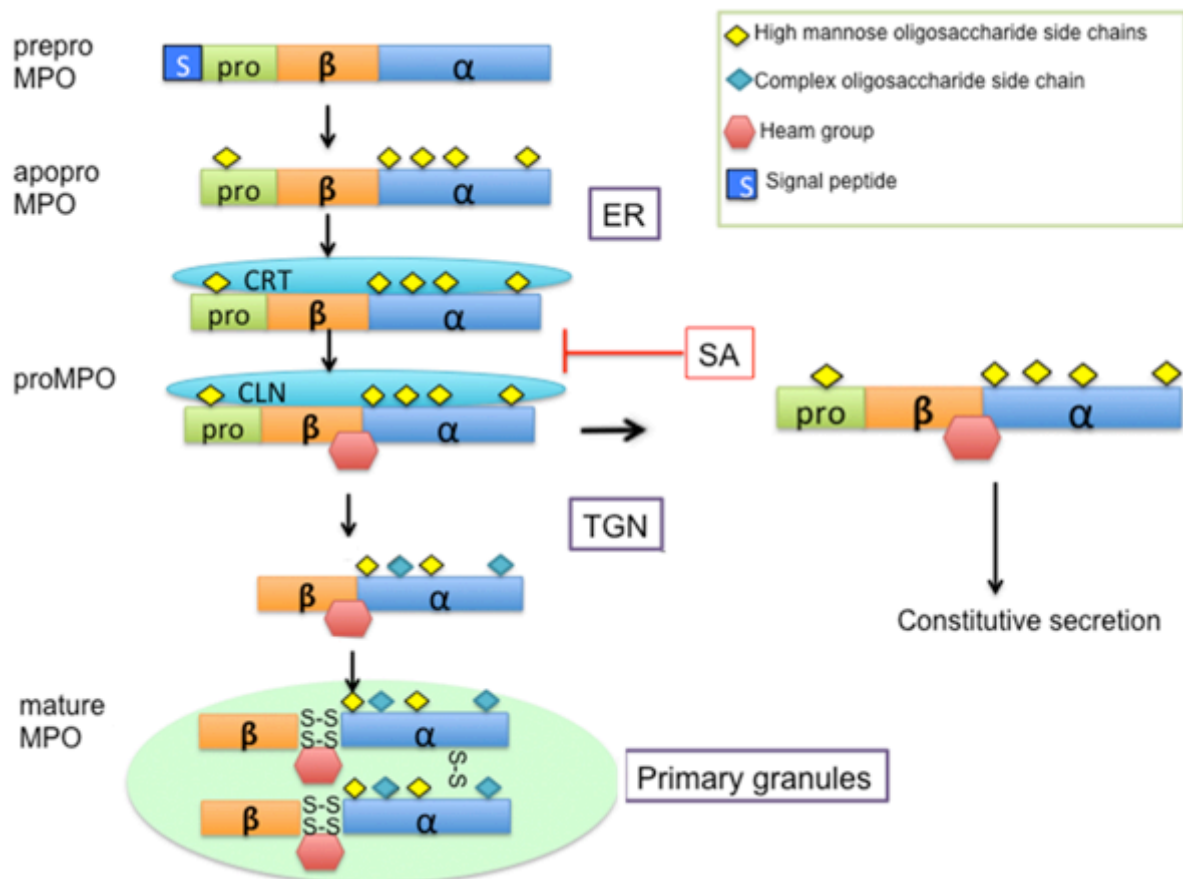 prepro
MPO
S pro β α
apopro
MPO
pro β α
ER
CRT
pro β α
SA
proMPO
CLN
pro β α
pro β α
TGN
β α
Constitutive secretion
mature
MPO
β S-S α
S-S
S-S
β S-S α
S-S
Primary granules
High mannose oligosaccharide side chains
Complex oligosaccharide side chain
Heam group
S Signal peptide